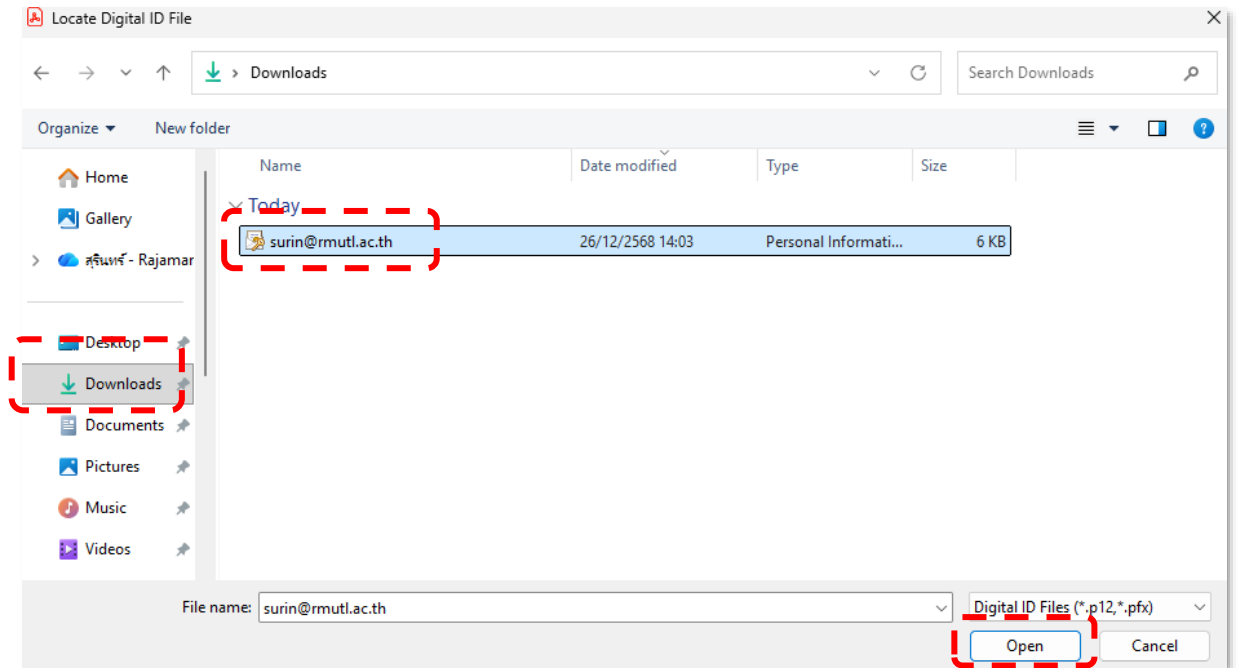 Locate Digital ID File
Downloads
Search Downloads
Organize
New folder
Home
Gallery
สุรินทร์ - Rajamar
Desktop
Downloads
Documents
Pictures
Music
Videos
Name Date modified Type Size
Today
surin@rmutl.ac.th 26/12/2568 14:03 Personal Informati... 6 KB
File name: surin@rmutl.ac.th Digital ID Files (*.p12,*.pfx)
Open Cancel